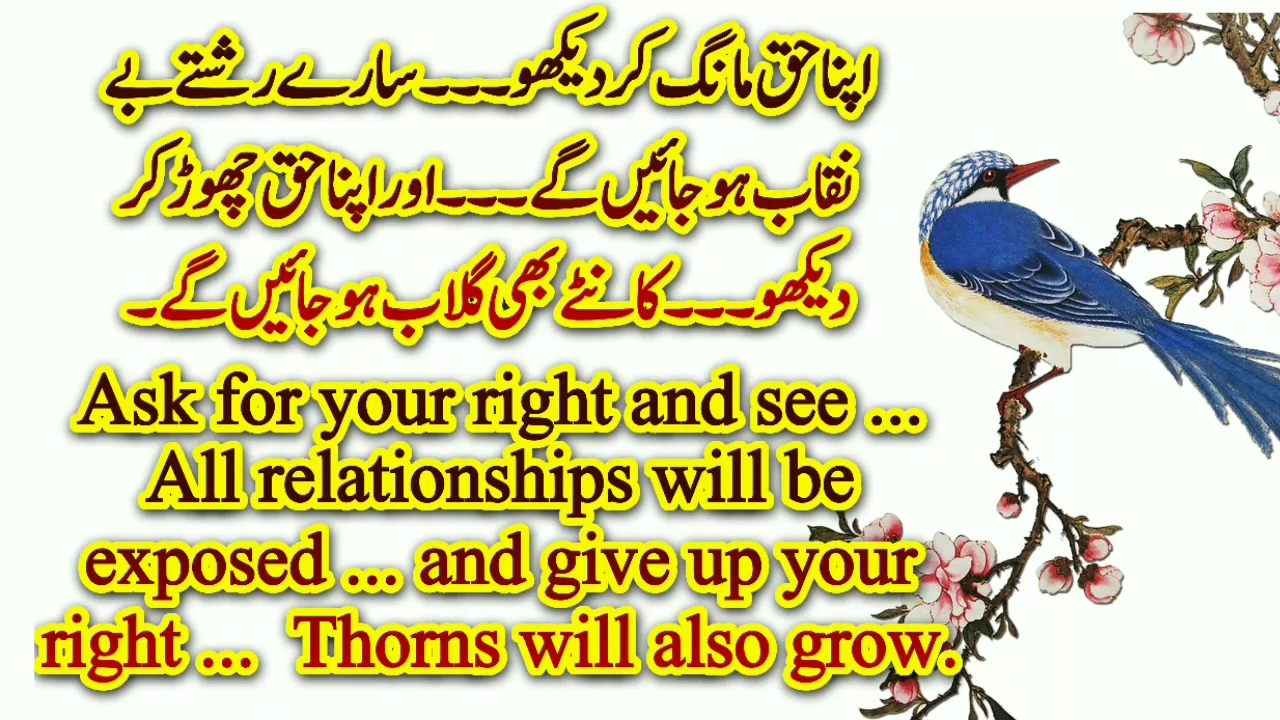 اپنا حق مانگ کر دیکھو۔۔۔سارے رشتے بے
نقاب ہو جائیں گے۔۔۔اور اپنا حق چھوڑ کر
دیکھو۔۔۔کانٹے بھی گلاب ہو جائیں گے۔
Ask for your right and see ...
All relationships will be
exposed ... and give up your
right ... Thorns will also grow.